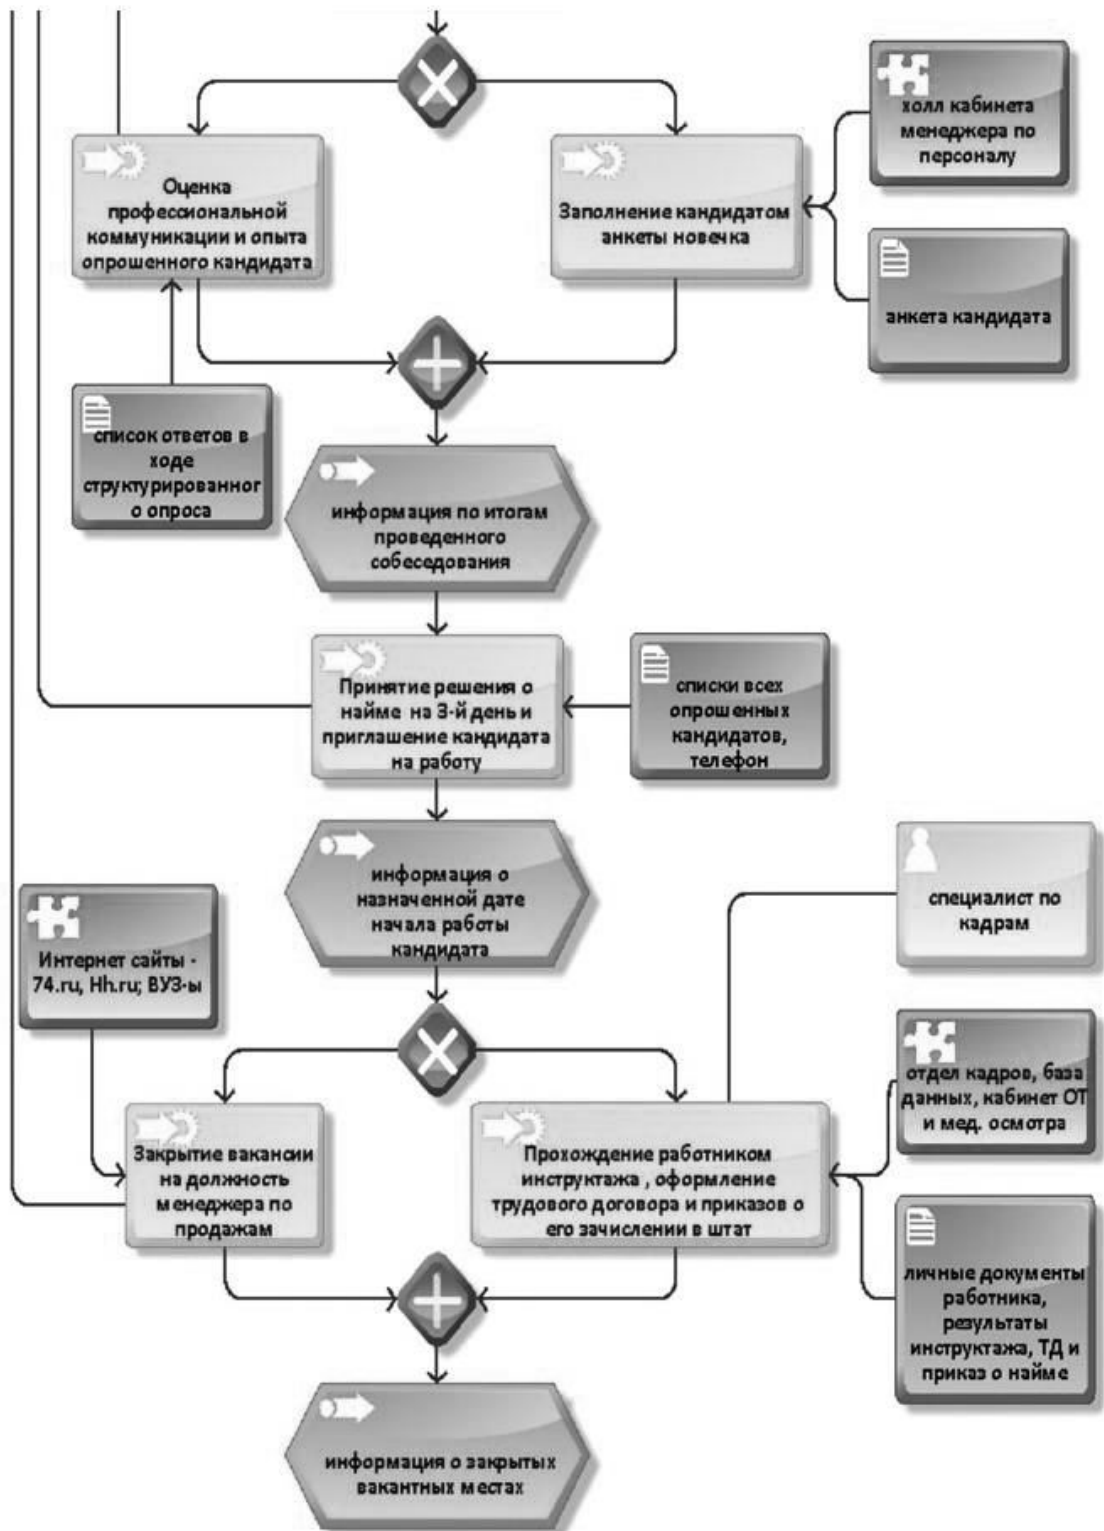 холл кабинета
менеджера по
персоналу
Оценка
профессиональной
коммуникации и опыта
опрошенного кандидата
Заполнение кандидатом
анкеты новечка
анкета кандидата
список ответов в
ходе
структурированног
о опроса
информация по итогам
проведенного
собеседования
Принятие решения о
найме на 3-й день и
приглашение кандидата
на работу
списки всех
опрошенных
кандидатов,
телефон
информация о
назначенной дате
начала работы
кандидата
специалист по
кадрам
Интернет сайты -
74.ru, Hh.ru; ВУЗ-ы
отдел кадров, база
данных, кабинет ОТ
и мед. осмотра
Закрытие вакансии
на должность
менеджера по
продажам
Прохождение работником
инструктажа , оформление
трудового договора и приказов о
его зачислении в штат
личные документы
работника,
результаты
инструктажа, ТД и
приказ о найме
информация о закрытых
вакантных местах